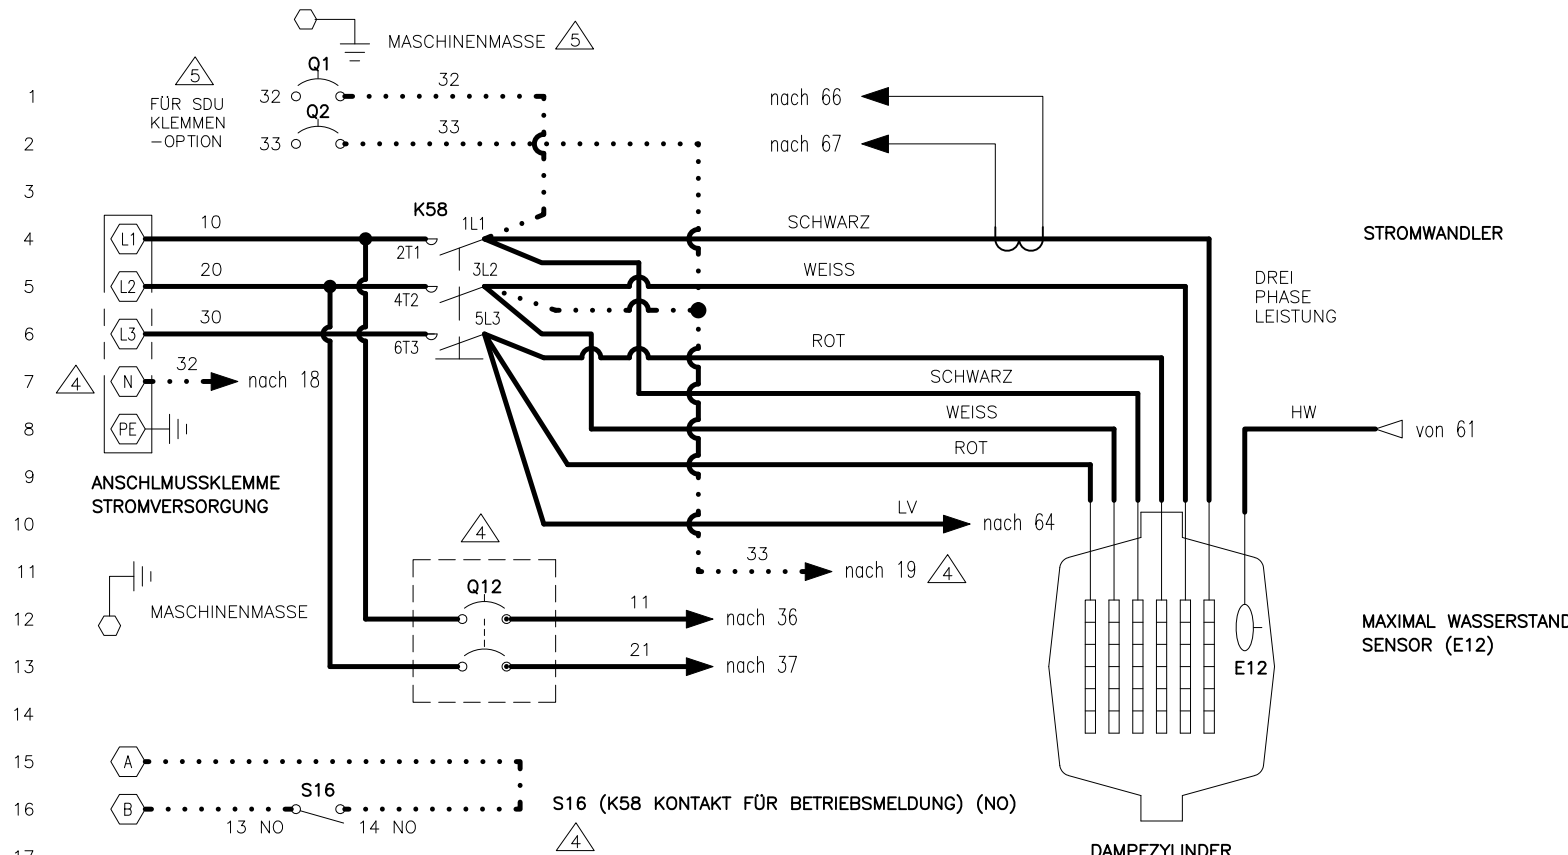 MASCHINENMASSE 5
5
Q1
32
1
FÜR SDU
KLEMMEN
-OPTION
32
nach 66
Q2
33
2
33
nach 67
3
K58
10
1L1
SCHWARZ
4
L1
2T1
STROMWANDLER
20
3L2
WEISS
5
L2
4T2
DREI
PHASE
LEISTUNG
30
5L3
6
L3
6T3
ROT
32
7
4
N
nach 18
SCHWARZ
8
PE
WEISS
HW
von 61
ROT
9
ANSCHLMUSSKLEMME
STROMVERSORGUNG
LV
10
nach 64
4
33
11
nach 19
4
Q12
11
12
MASCHINENMASSE
nach 36
MAXIMAL WASSERSTAND
SENSOR (E12)
21
13
nach 37
E12
14
15
A
S16
16
B
S16 (K58 KONTAKT FÜR BETRIEBSMELDUNG) (NO)
13 NO
14 NO
4
17
DAMPFZYLINDER